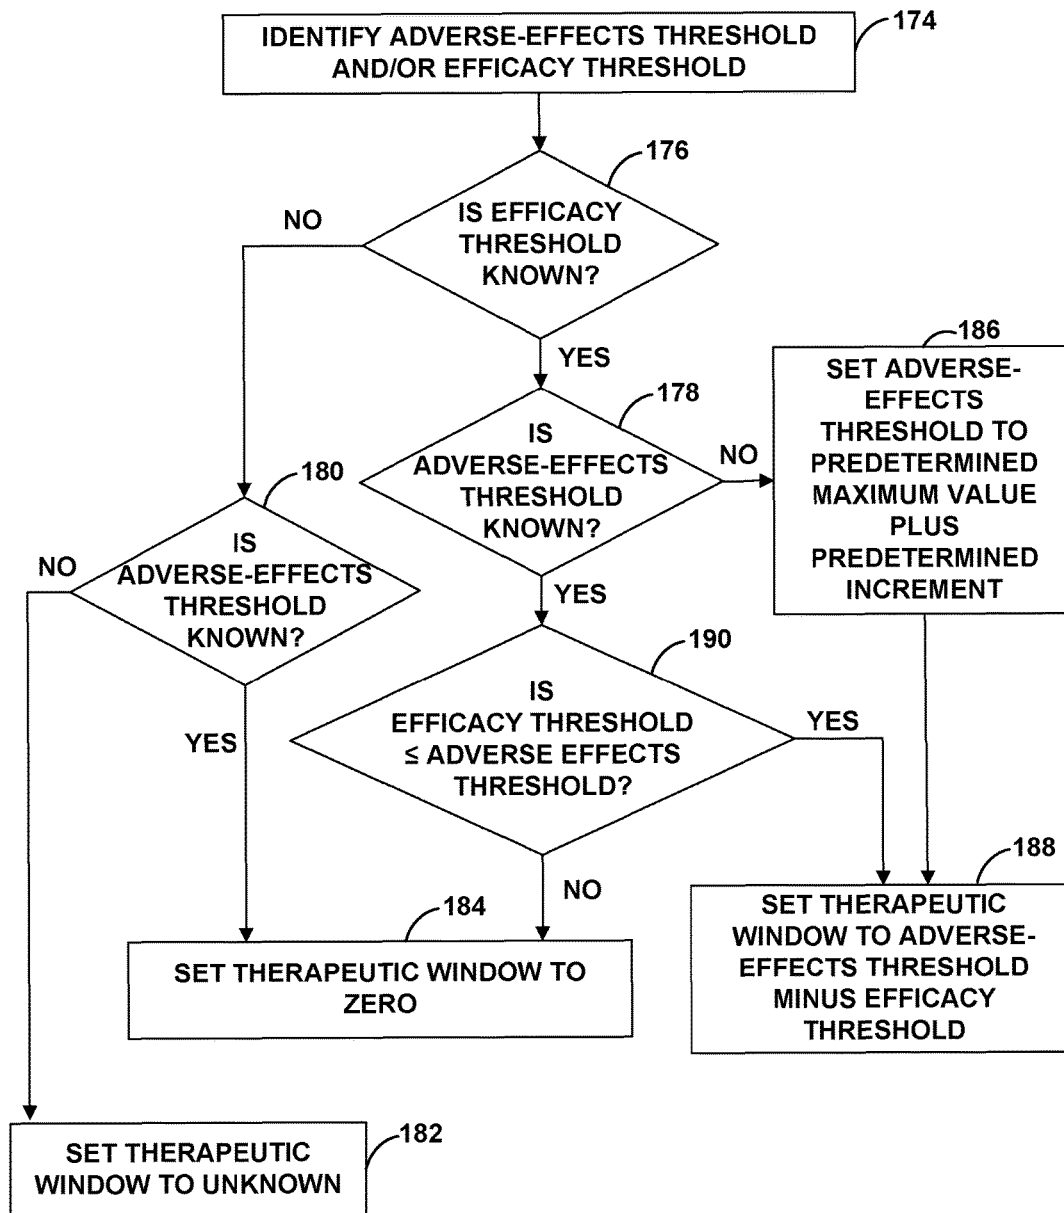 IDENTIFY ADVERSE-EFFECTS THRESHOLD
AND/OR EFFICACY THRESHOLD
174
176
IS EFFICACY
THRESHOLD
KNOWN?
NO
YES
178
IS
ADVERSE-EFFECTS
THRESHOLD
KNOWN?
NO
186
SET ADVERSE-
EFFECTS
THRESHOLD TO
PREDETERMINED
MAXIMUM VALUE
PLUS
PREDETERMINED
INCREMENT
180
IS
ADVERSE-EFFECTS
THRESHOLD
KNOWN?
NO
YES
YES
190
IS
EFFICACY THRESHOLD
≤ ADVERSE EFFECTS
THRESHOLD?
YES
NO
184
SET THERAPEUTIC WINDOW TO
ZERO
188
SET THERAPEUTIC
WINDOW TO ADVERSE-
EFFECTS THRESHOLD
MINUS EFFICACY
THRESHOLD
182
SET THERAPEUTIC
WINDOW TO UNKNOWN